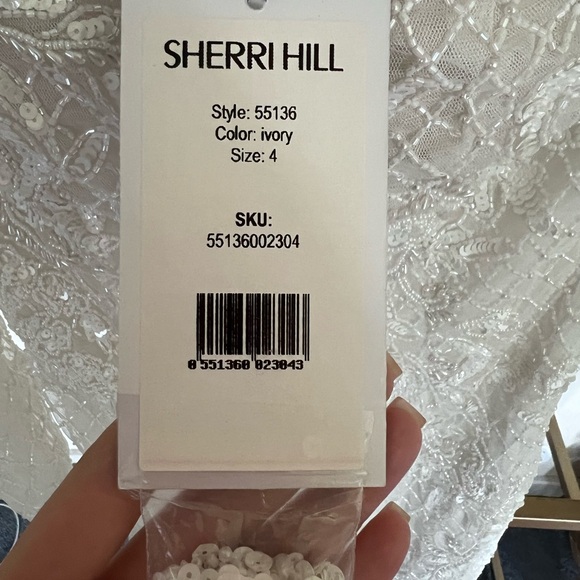 SHERRI HILL
Style: 55136
Color: ivory
Size: 4
SKU:
55136002304
0 551360 023043